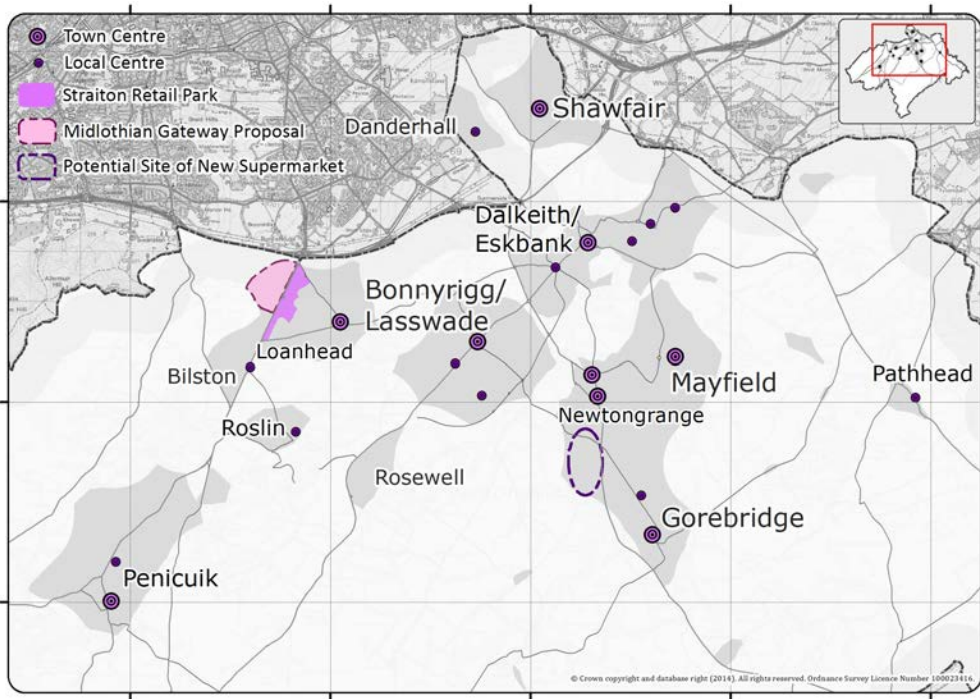 Town Centre
Local Centre
Straiton Retail Park
Midlothian Gateway Proposal
Potential Site of New Supermarket
Danderhall
Shawfair
Dalkeith/
Eskbank
Bonnyrigg/
Lasswade
Loanhead
Bilston
Mayfield
Pathhead
Newtongrange
Roslin
Rosewell
Gorebridge
Penicuik
© Crown copyright and database right (2014). All rights reserved. Ordnance Survey Licence Number 100023416